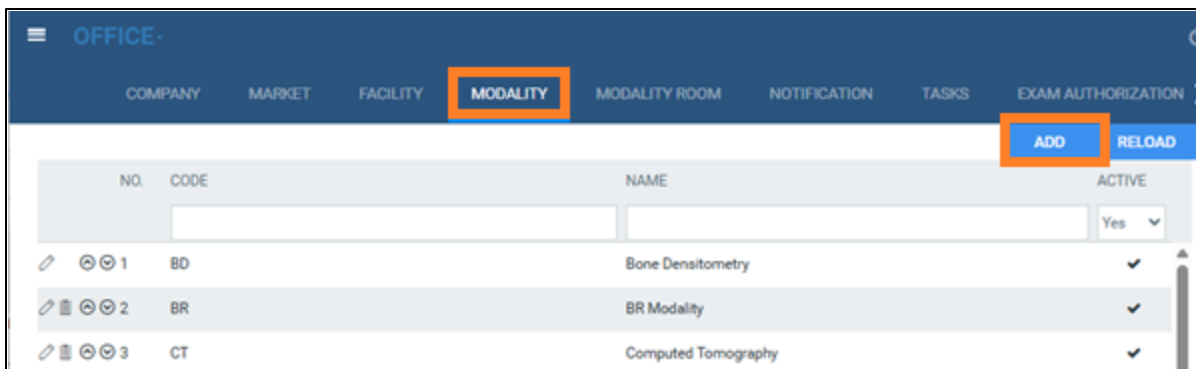 OFFICE-
COMPANY MARKET FACILITY MODALITY MODALITY ROOM NOTIFICATION TASKS EXAM AUTHORIZATION
ADD RELOAD
NO. CODE NAME ACTIVE
Yes
1 BD Bone Densitometry
2 BR BR Modality
3 CT Computed Tomography